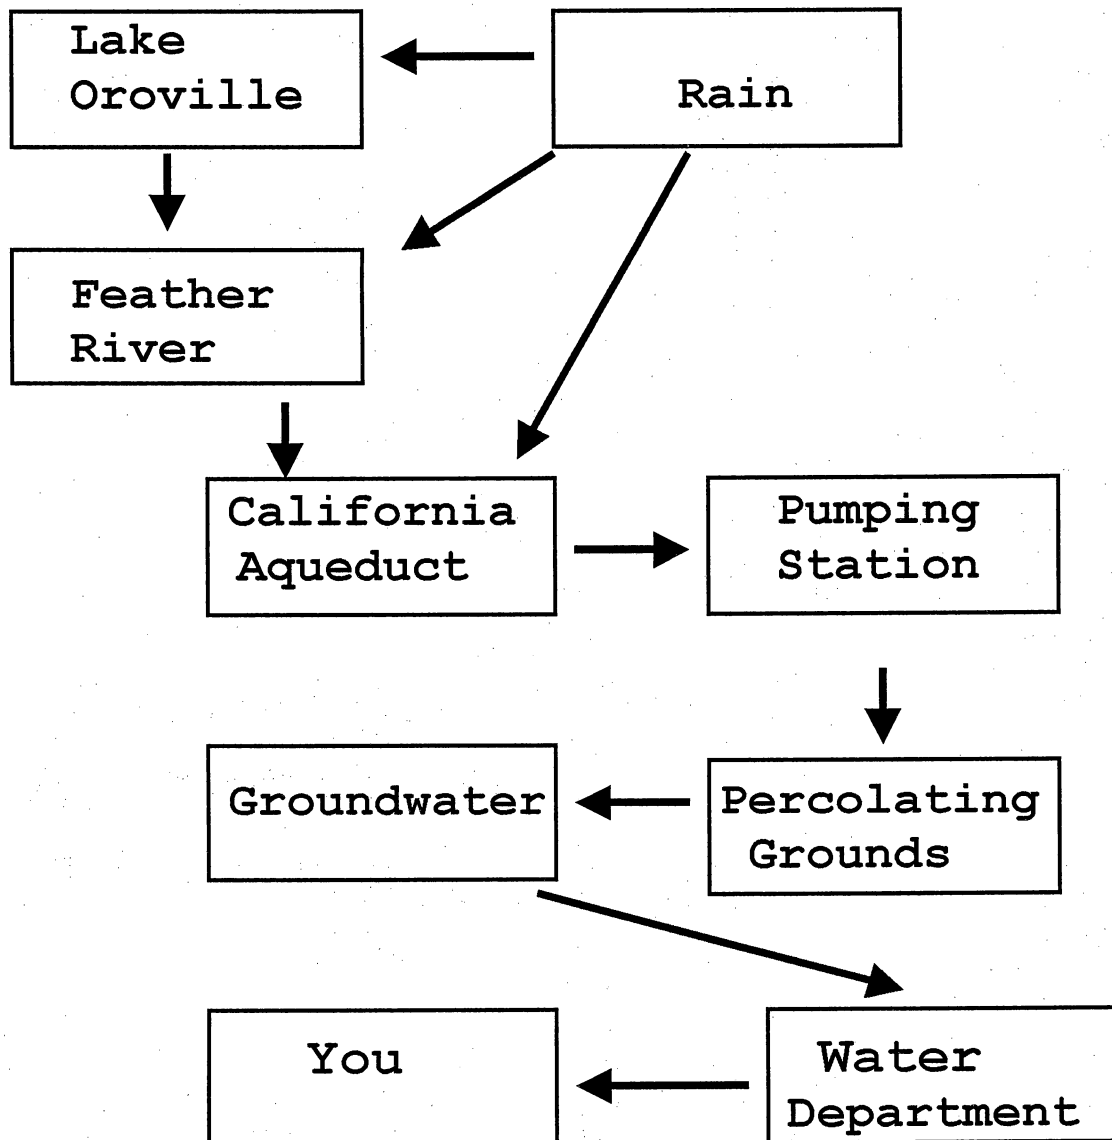 Lake
Oroville
Rain
Feather
River
California
Aqueduct
Pumping
Station
Groundwater
Percolating
Grounds
You
Water
Department